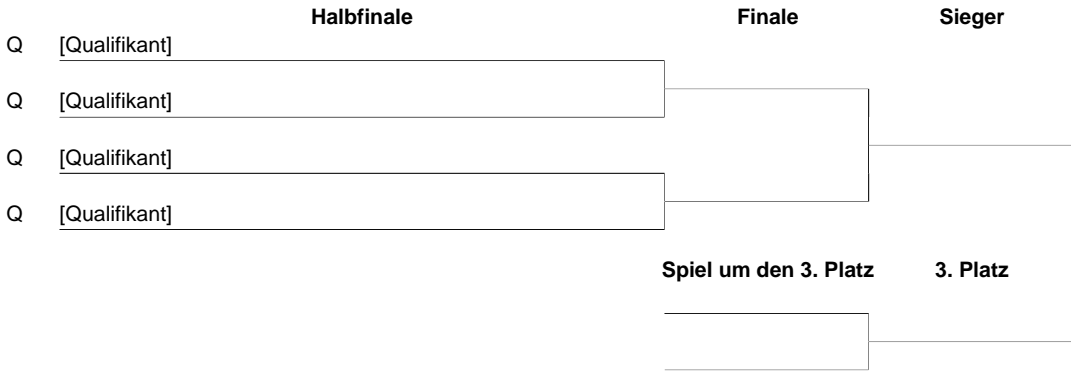 Halbfinale Finale Sieger
Q [Qualifikant]
Q [Qualifikant]
Q [Qualifikant]
Q [Qualifikant]
Spiel um den 3. Platz 3. Platz